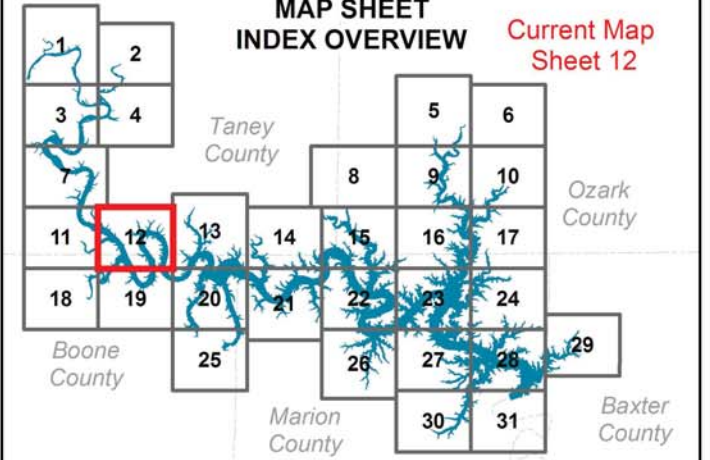 MAP SHEET
INDEX OVERVIEW
Current Map
Sheet 12
1
2
3
4
5
6
Taney
County
7
8
9
10
Ozark
County
11
12
13
14
15
16
17
18
19
20
21
22
23
24
Boone
County
25
26
27
28
29
Marion
County
30
31
Baxter
County